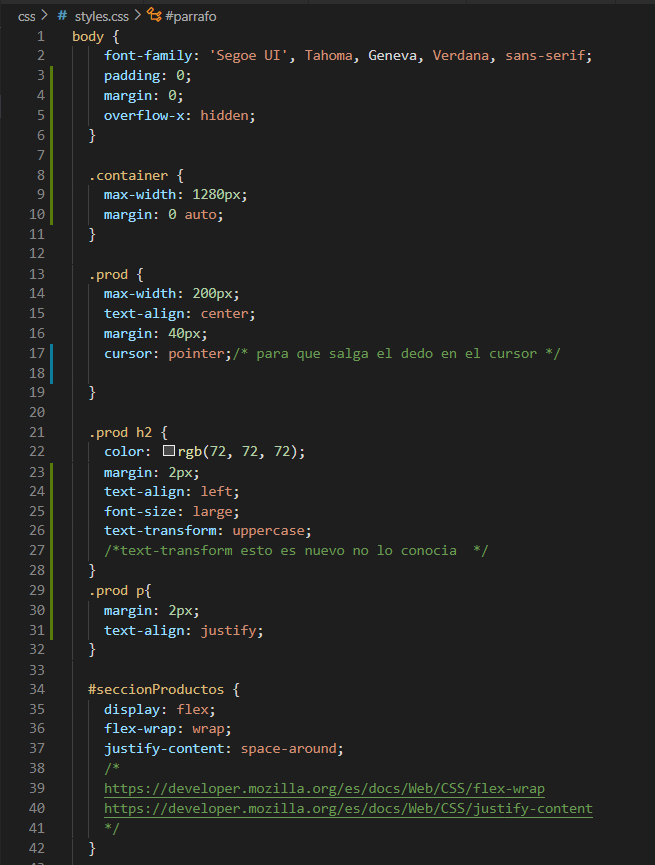 css > # styles.css > #parrafo
1 body {
2 font-family: 'Segoe UI', Tahoma, Geneva, Verdana, sans-serif;
3 padding: 0;
4 margin: 0;
5 overflow-x: hidden;
6 }
7
8 .container {
9 max-width: 1280px;
10 margin: 0 auto;
11 }
12
13 .prod {
14 max-width: 200px;
15 text-align: center;
16 margin: 40px;
17 cursor: pointer;/* para que salga el dedo en el cursor */
18
19 }
20
21 .prod h2 {
22 color: rgb(72, 72, 72);
23 margin: 2px;
24 text-align: left;
25 font-size: large;
26 text-transform: uppercase;
27 /*text-transform esto es nuevo no lo conocia  */
28 }
29 .prod p{
30 margin: 2px;
31 text-align: justify;
32 }
33
34 #seccionProductos {
35 display: flex;
36 flex-wrap: wrap;
37 justify-content: space-around;
38 /*
39 https://developer.mozilla.org/es/docs/Web/CSS/flex-wrap
40 https://developer.mozilla.org/es/docs/Web/CSS/justify-content
41 */
42 }